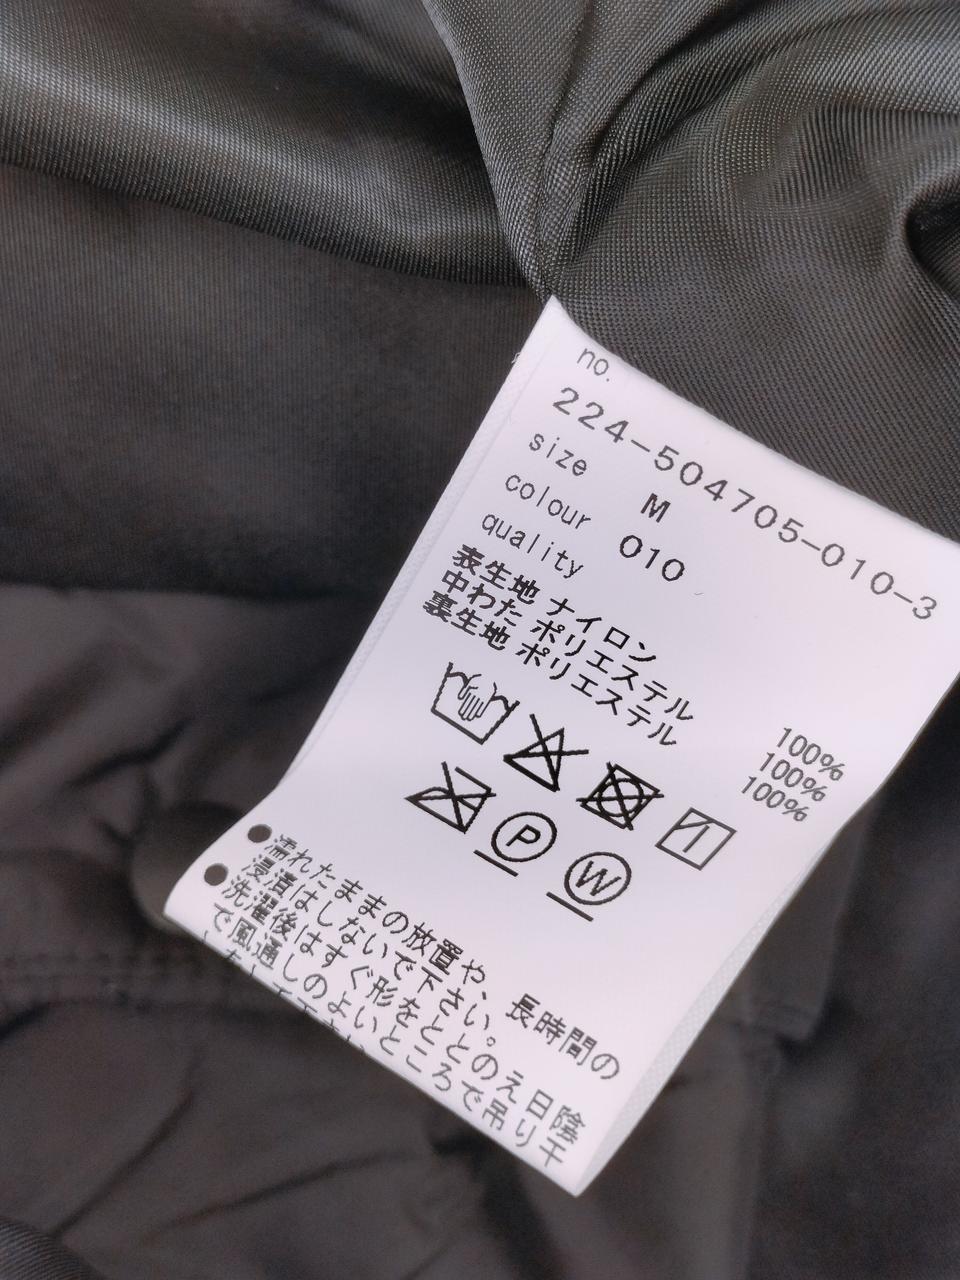 no.
224-504705-010-3
size M
colour 010
quality
表生地 ナイロン 100%
中わた ポリエステル 100%
裏生地 ポリエステル 100%
P
W
●濡れたままの放置や、長時間の
浸漬はしないで下さい。
●洗濯後はすぐ形をととのえ日陰
で風通しのよいところで吊り干